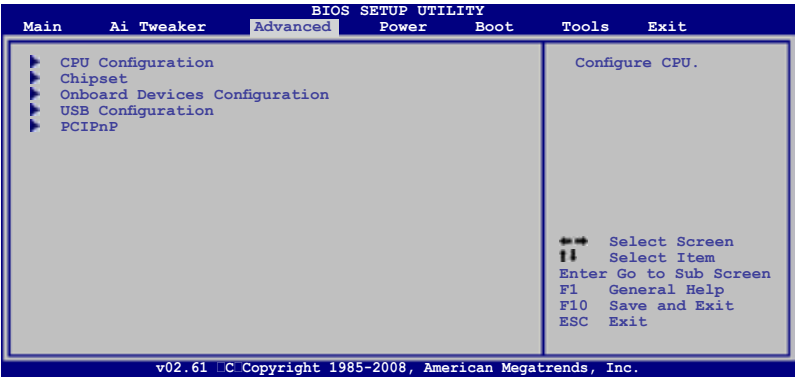 BIOS SETUP UTILITY
Main Ai Tweaker Advanced Power Boot Tools Exit
CPU Configuration
Chipset
Onboard Devices Configuration
USB Configuration
PCIPnP
Configure CPU.
Select Screen
Select Item
Enter Go to Sub Screen
F1 General Help
F10 Save and Exit
ESC Exit
v02.61 □C□Copyright 1985-2008, American Megatrends, Inc.